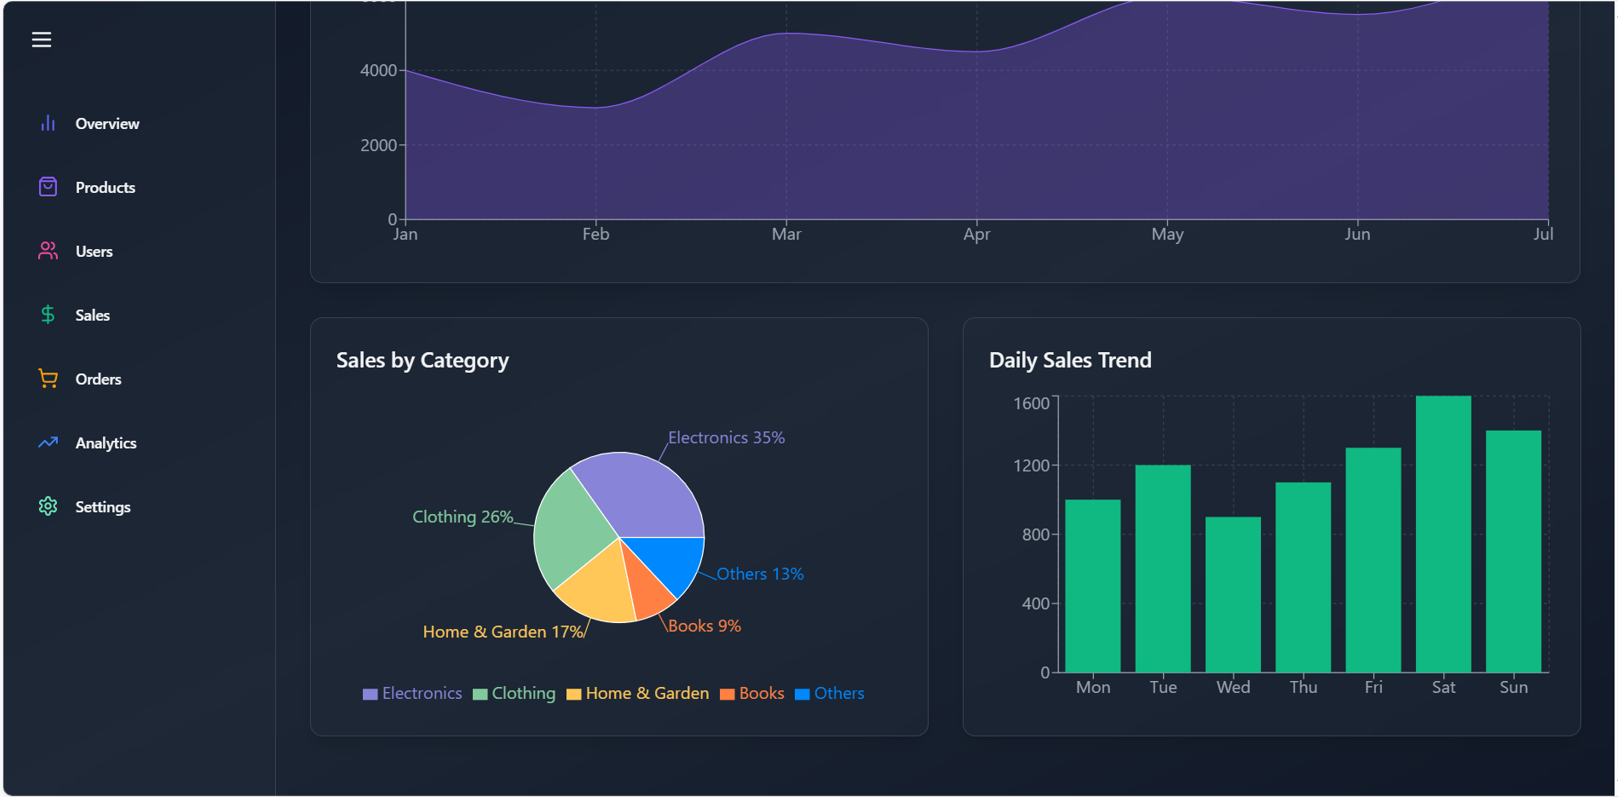 Overview
Products
Users
Sales
Orders
Analytics
Settings
4000
2000
0
Jan Feb Mar Apr May Jun Jul
Sales by Category
Electronics 35%
Clothing 26%
Others 13%
Books 9%
Home & Garden 17%
Electronics Clothing Home & Garden Books Others
Daily Sales Trend
1600
1200
800
400
0
Mon Tue Wed Thu Fri Sat Sun